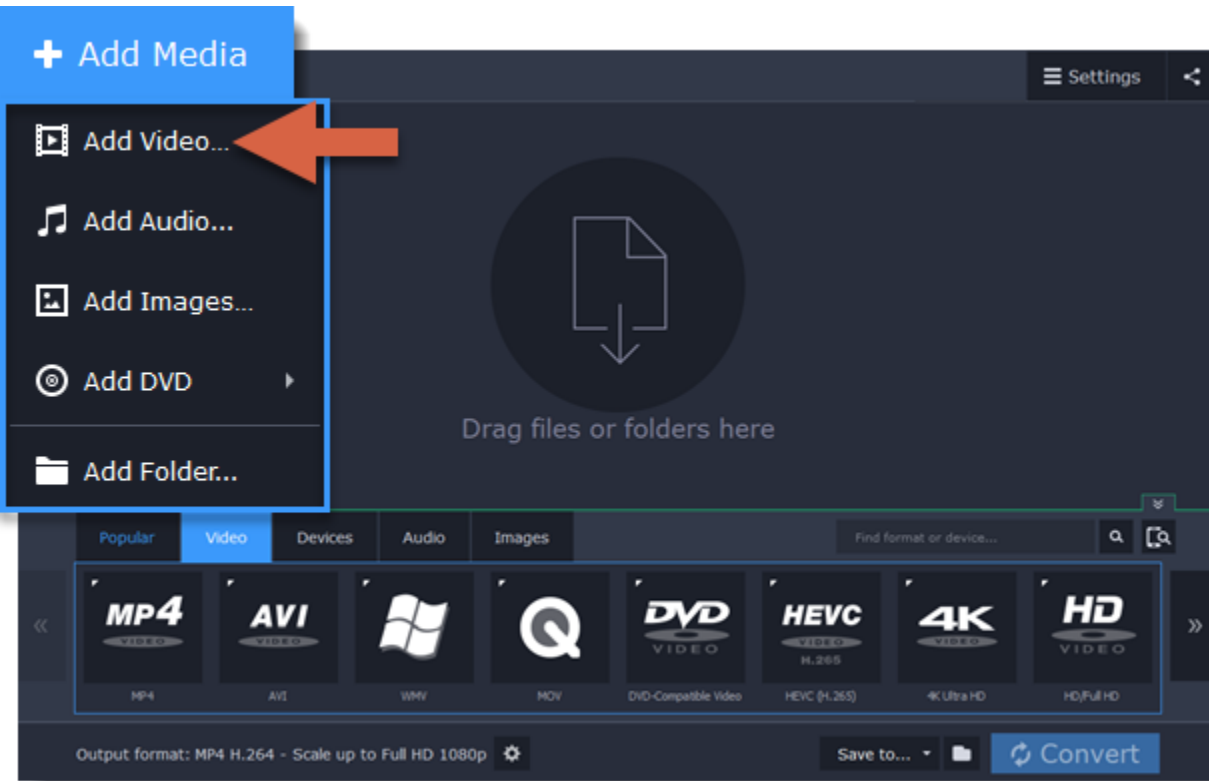 Add Media
Settings
Add Video...
Add Audio...
Add Images...
Add DVD
Add Folder...
Drag files or folders here
Popular Video Devices Audio Images Find format or device...
MP4 VIDEO
AVI VIDEO
DVD VIDEO
HEVC VIDEO H.265
4K VIDEO
HD VIDEO
MP4 AVI WMV MOV DVD-Compatible Video HEVC (H.265) 4K Ultra HD HD/Full HD
Output format: MP4 H.264 - Scale up to Full HD 1080p Save to... Convert